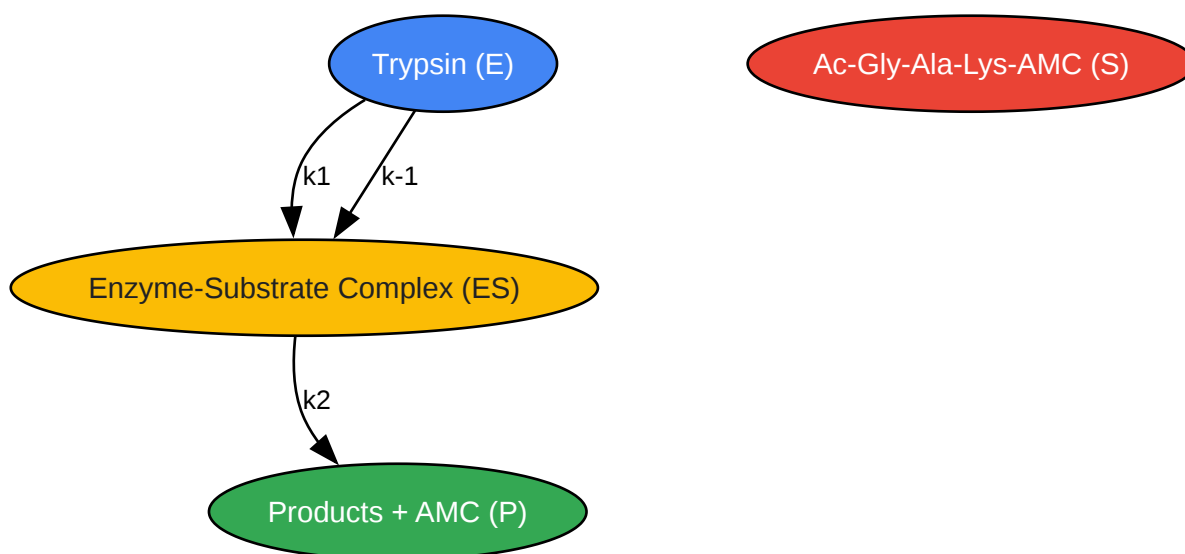 Trypsin (E)
Ac-Gly-Ala-Lys-AMC (S)
k1
k-1
Enzyme-Substrate Complex (ES)
k2
Products + AMC (P)